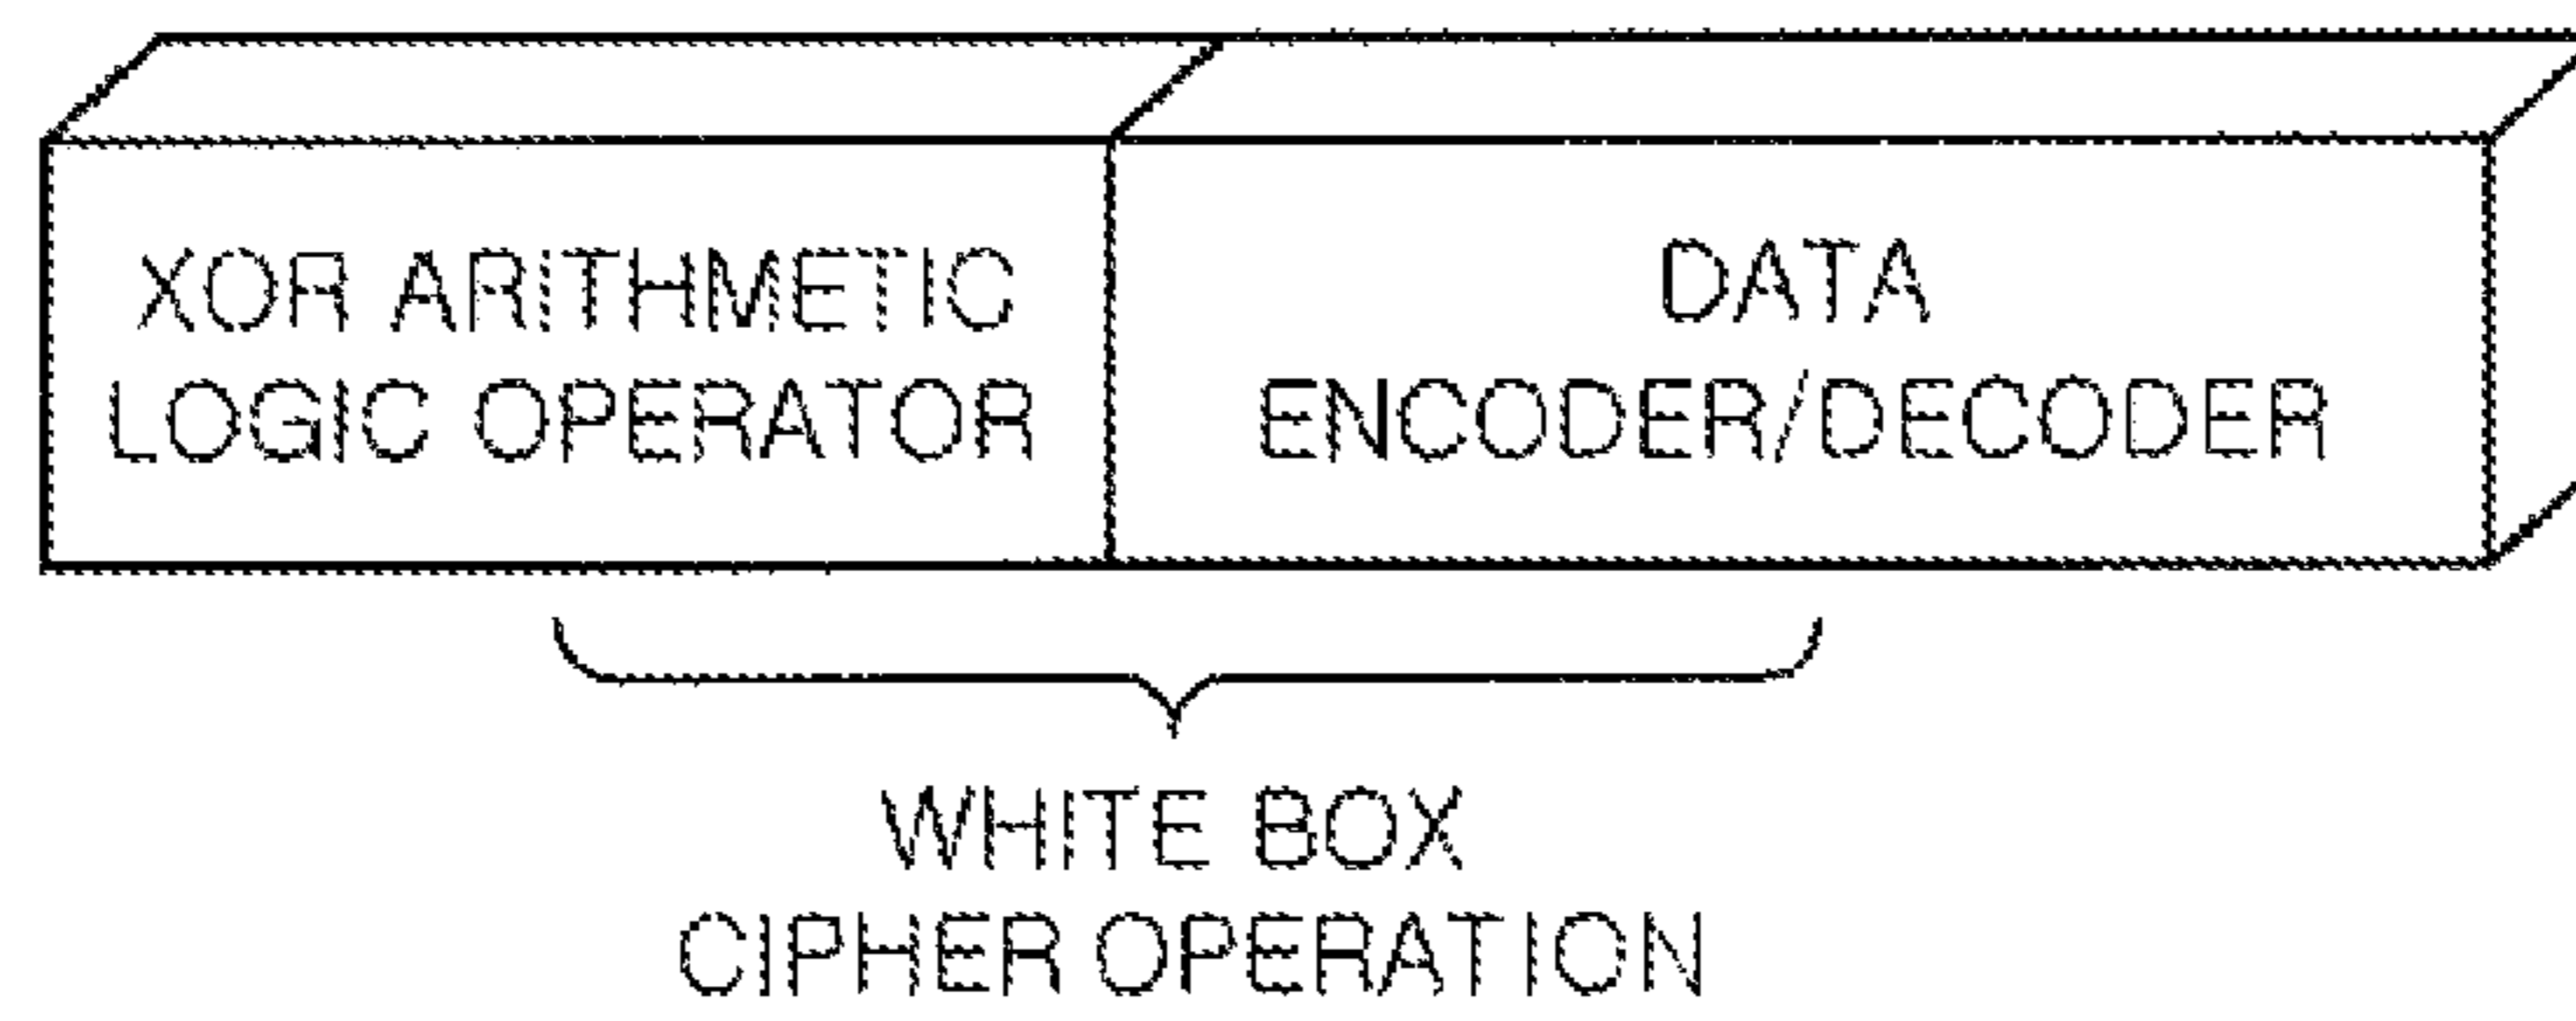 XOR ARITHMETIC
LOGIC OPERATOR
DATA
ENCODER/DECODER
WHITE BOX
CIPHER OPERATION